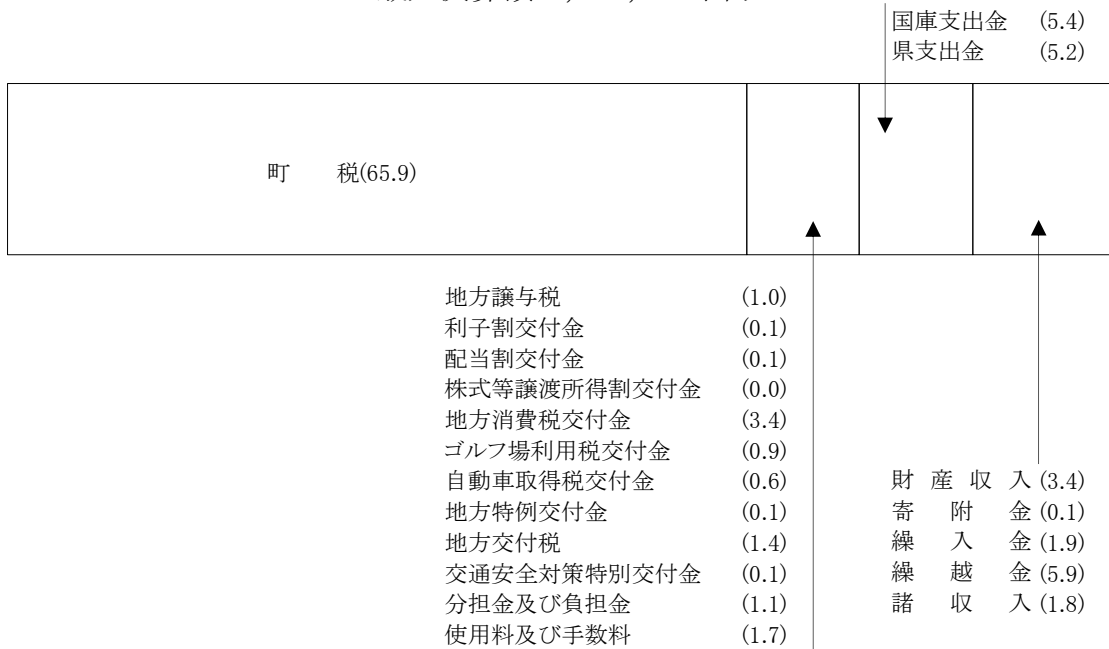 国庫支出金 (5.4)
県支出金 (5.2)
町 税(65.9)
地方譲与税 (1.0)
利子割交付金 (0.1)
配当割交付金 (0.1)
株式等譲渡所得割交付金 (0.0)
地方消費税交付金 (3.4)
ゴルフ場利用税交付金 (0.9)
自動車取得税交付金 (0.6)
地方特例交付金 (0.1)
地方交付税 (1.4)
交通安全対策特別交付金 (0.1)
分担金及び負担金 (1.1)
使用料及び手数料 (1.7)
財産収入(3.4)
寄附金(0.1)
繰入金(1.9)
繰越金(5.9)
諸収入(1.8)